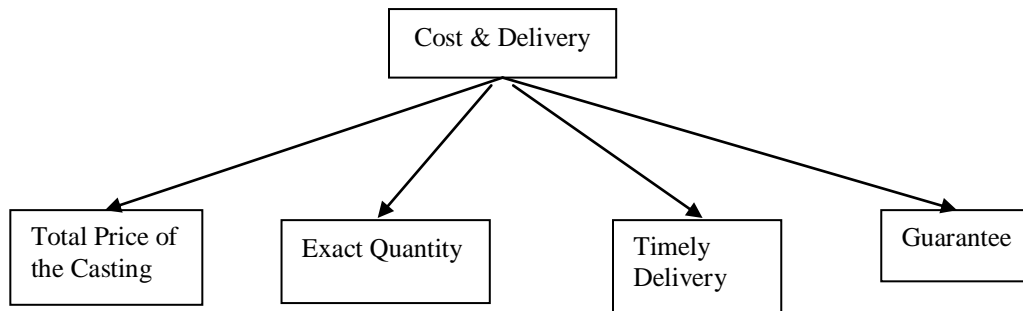 Cost & Delivery
Total Price of
the Casting
Exact Quantity
Timely
Delivery
Guarantee